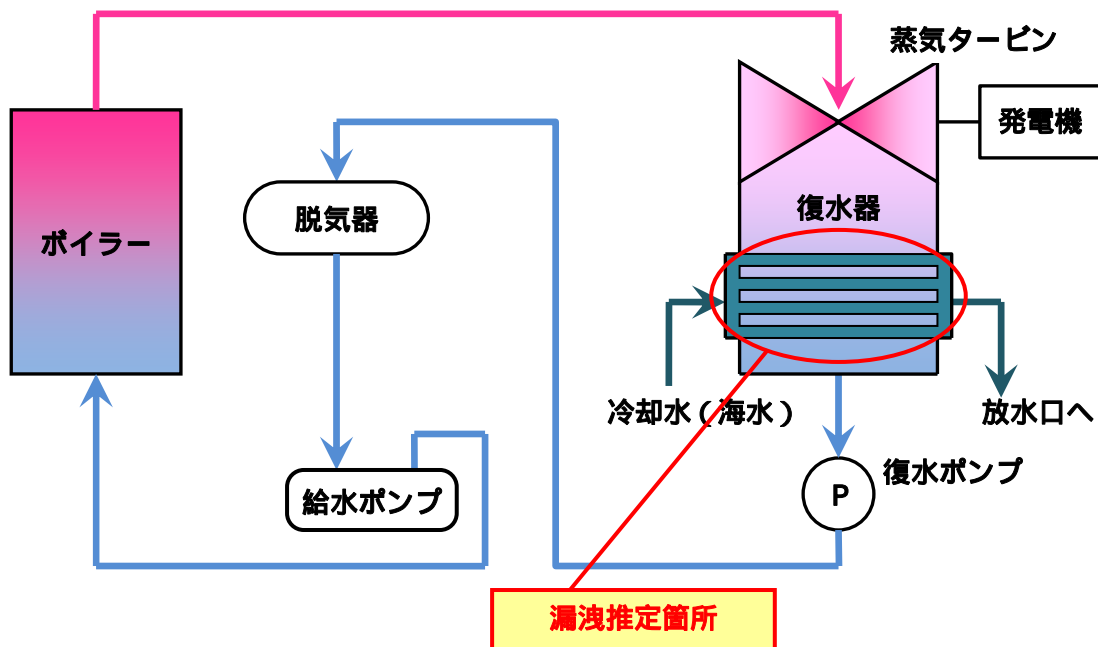 蒸気タービン
発電機
復水器
脱気器
ボイラー
冷却水（海水）
放水口へ
復水ポンプ
P
給水ポンプ
漏洩推定箇所